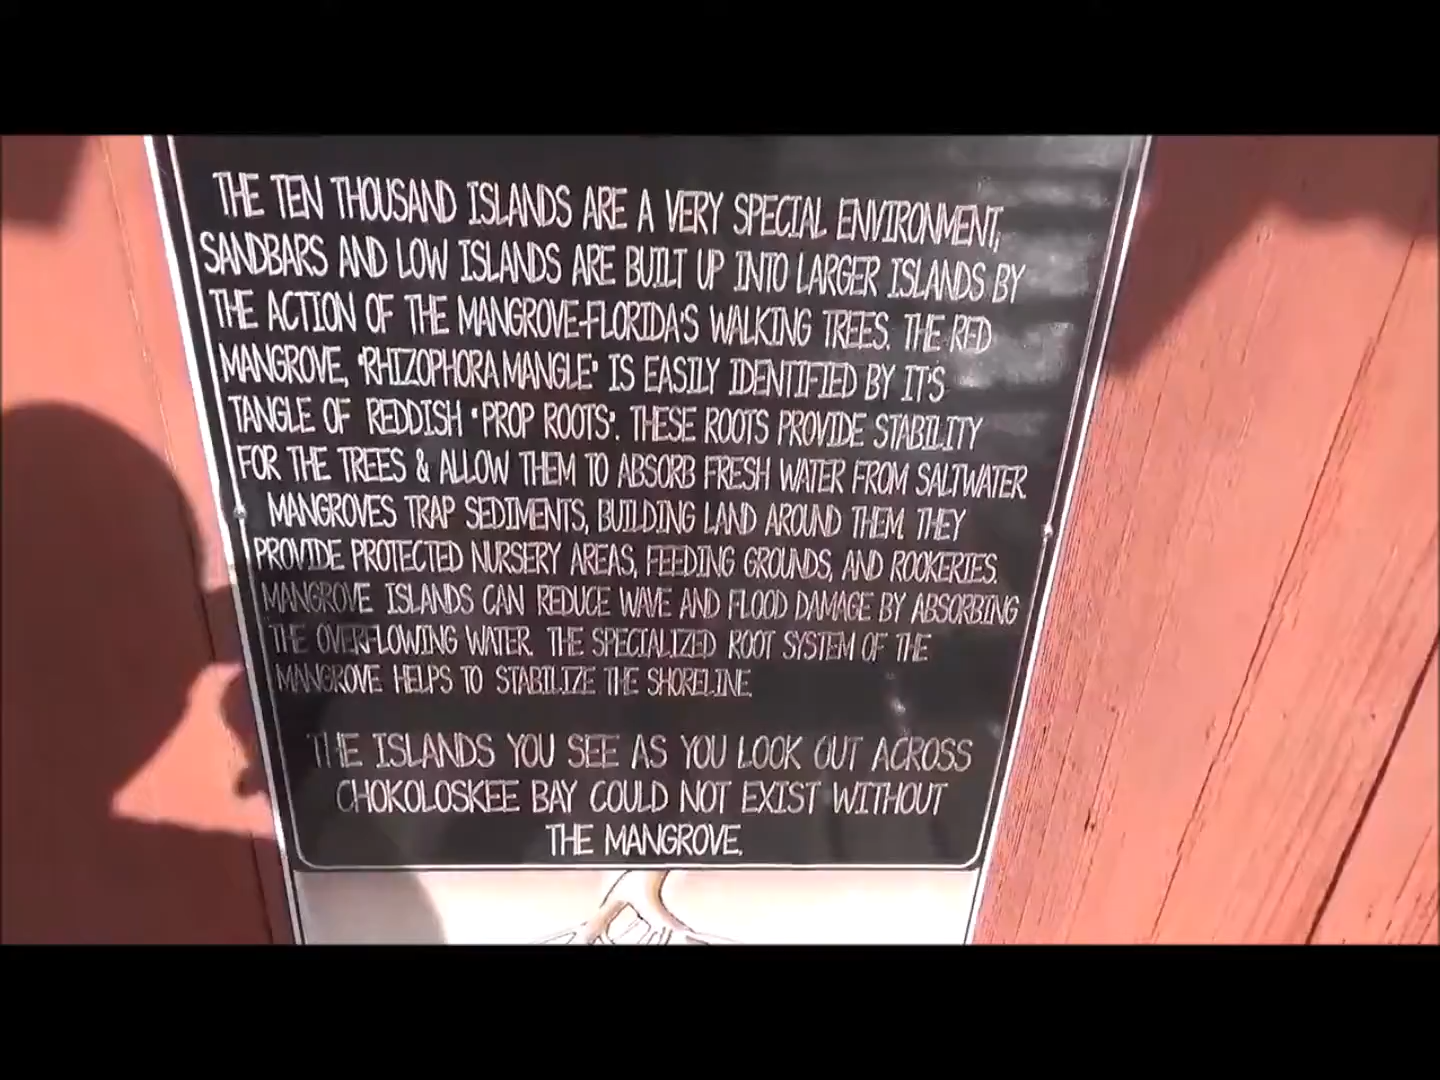 THE TEN THOUSAND ISLANDS ARE A VERY SPECIAL ENVIRONMENT,
SANDBARS AND LOW ISLANDS ARE BUILT UP INTO LARGER ISLANDS BY
THE ACTION OF THE MANGROVE-FLORIDA'S WALKING TREES. THE RED
MANGROVE, "RHIZOPHORA MANGLE" IS EASILY IDENTIFIED BY IT'S
TANGLE OF REDDISH "PROP ROOTS". THESE ROOTS PROVIDE STABILITY
FOR THE TREES & ALLOW THEM TO ABSORB FRESH WATER FROM SALTWATER.
MANGROVES TRAP SEDIMENTS, BUILDING LAND AROUND THEM. THEY
PROVIDE PROTECTED NURSERY AREAS, FEEDING GROUNDS, AND ROOKERIES.
MANGROVE ISLANDS CAN REDUCE WAVE AND FLOOD DAMAGE BY ABSORBING
THE OVERFLOWING WATER. THE SPECIALIZED ROOT SYSTEM OF THE
MANGROVE HELPS TO STABILIZE THE SHORELINE.
THE ISLANDS YOU SEE AS YOU LOOK OUT ACROSS
CHOKOLOSKEE BAY COULD NOT EXIST WITHOUT
THE MANGROVE.